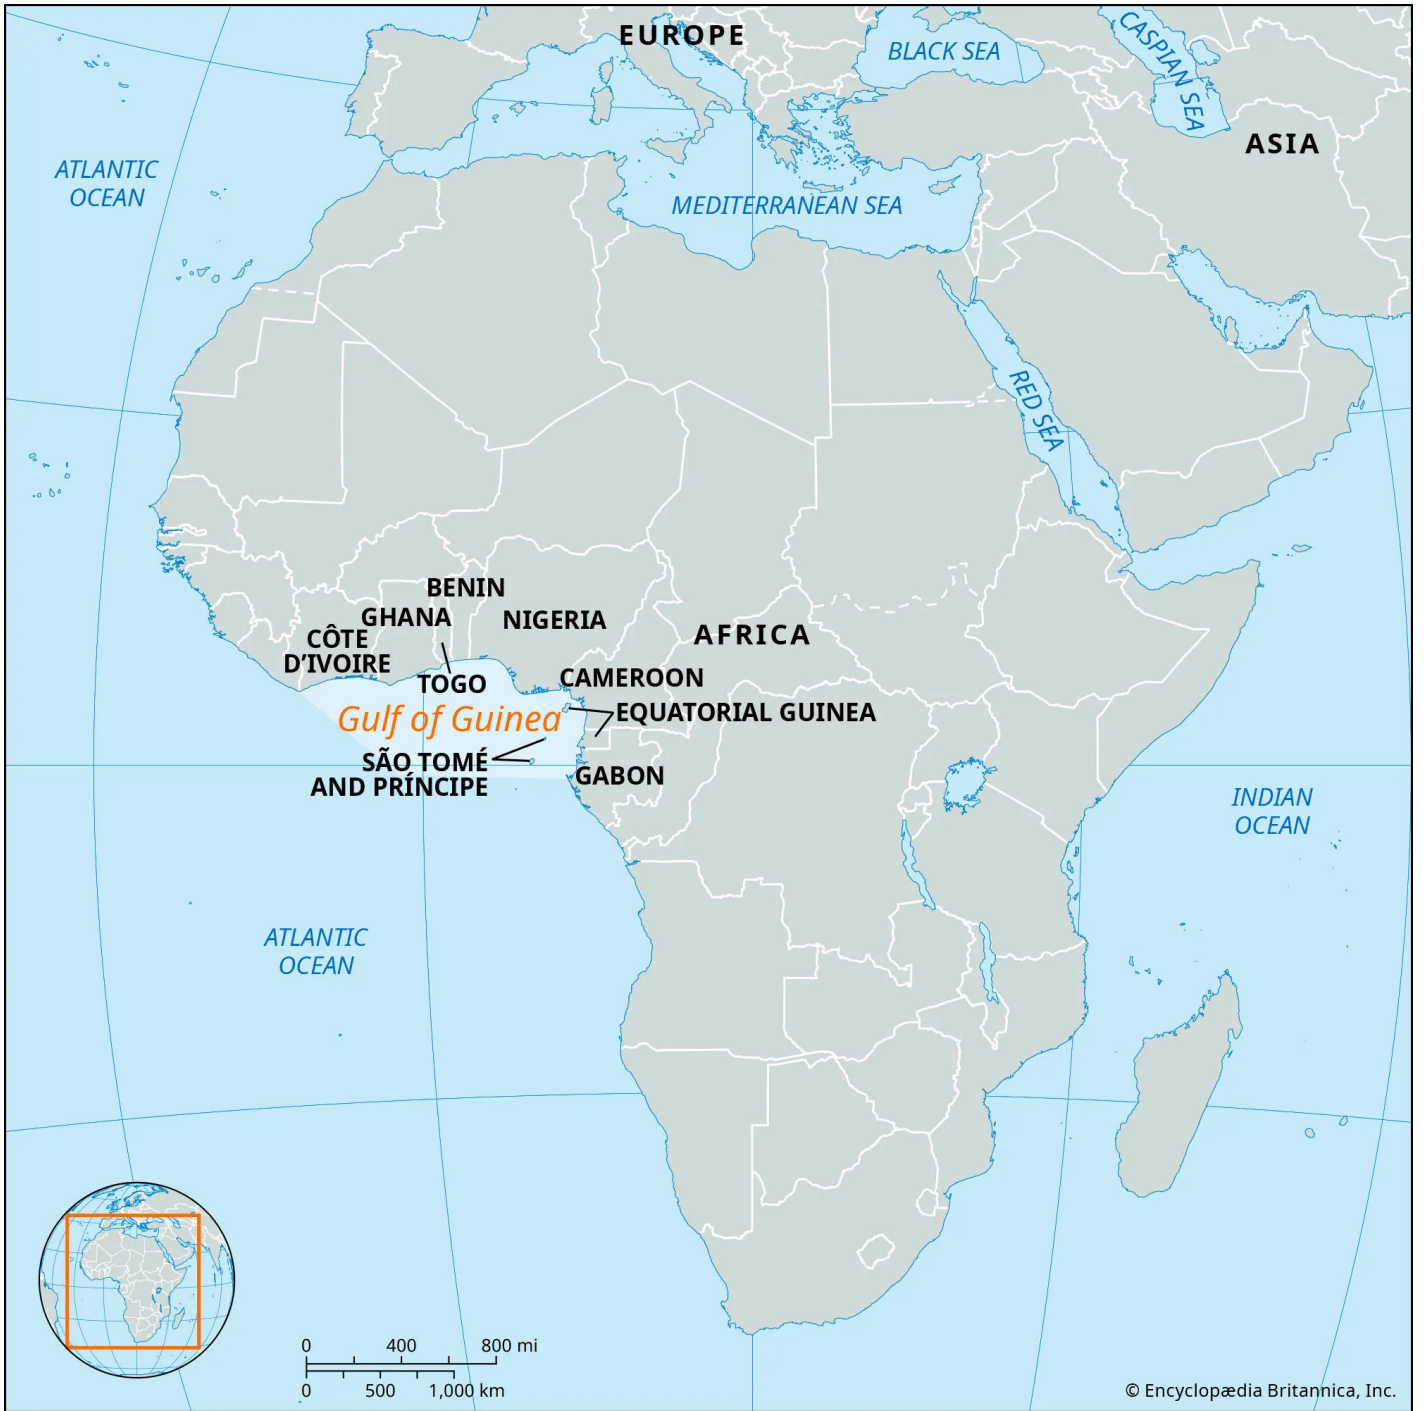 EUROPE
BLACK SEA
CASPIAN SEA
ASIA
ATLANTIC
OCEAN
MEDITERRANEAN SEA
RED SEA
BENIN
GHANA
NIGERIA
CÔTE
D’IVOIRE
AFRICA
TOGO
CAMEROON
Gulf of Guinea
EQUATORIAL GUINEA
SÃO TOMÉ
AND PRÍNCIPE
GABON
INDIAN
OCEAN
ATLANTIC
OCEAN
0 400 800 mi
0 500 1,000 km
© Encyclopædia Britannica, Inc.